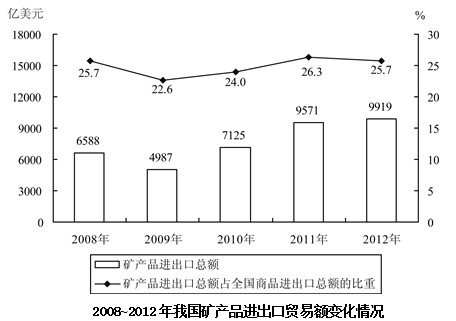 亿美元 %
18000 30
15000 25
12000 20
9000 15
6000 10
3000 5
0 0
25.7 22.6 24.0 26.3 25.7
6588 4987 7125 9571 9919
2008年 2009年 2010年 2011年 2012年
矿产品进出口总额
矿产品进出口总额占全国商品进出口总额的比重
2008~2012年我国矿产品进出口贸易额变化情况